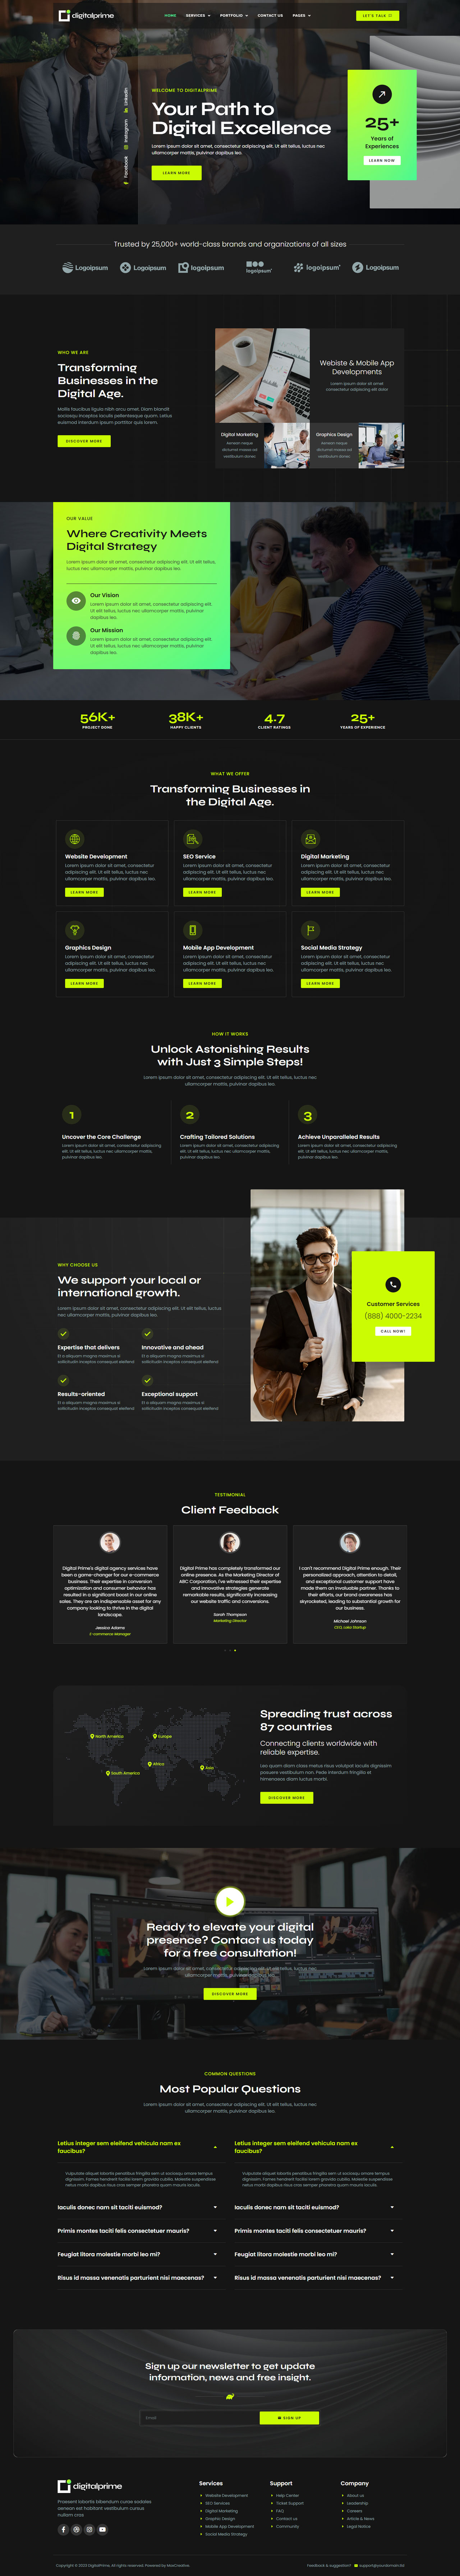 digitalprime
HOME
SERVICES
PORTFOLIO
CONTACT US
PAGES
LET'S TALK
Facebook
Instagram
LinkedIn
WELCOME TO DIGITALPRIME
Your Path to
Digital Excellence
Lorem ipsum dolor sit amet, consectetur adipiscing elit. Ut elit tellus, luctus nec
ullamcorper mattis, pulvinar dapibus leo.
LEARN MORE
25+
Years of
Experiences
LEARN NOW
Trusted by 25,000+ world-class brands and organizations of all sizes
Logoipsum
Logoipsum
logoipsum
logoipsum
logoipsum
Logoipsum
WHO WE ARE
Transforming
Businesses in the
Digital Age.
Mollis faucibus ligula nibh arcu amet. Diam blandit
sociosqu inceptos iaculis pellentesque quam. Letius
euismod interdum ipsum porttitor quis lorem.
DISCOVER MORE
Webiste & Mobile App
Developments
Lorem ipsum dolor sit amet
consectetur adipiscing elit dolor
Digital Marketing
Aenean neque
dictumst massa ad
vestibulum donec.
Graphics Design
Aenean neque
dictumst massa ad
vestibulum donec.
OUR VALUE
Where Creativity Meets
Digital Strategy
Lorem ipsum dolor sit amet, consectetur adipiscing elit. Ut elit tellus,
luctus nec ullamcorper mattis, pulvinar dapibus leo.
Our Vision
Lorem ipsum dolor sit amet, consectetur adipiscing elit.
Ut elit tellus, luctus nec ullamcorper mattis, pulvinar
dapibus leo.
Our Mission
Lorem ipsum dolor sit amet, consectetur adipiscing elit.
Ut elit tellus, luctus nec ullamcorper mattis, pulvinar
dapibus leo.
56K+
PROJECT DONE
38K+
HAPPY CLIENTS
4.7
CLIENT RATINGS
25+
YEARS OF EXPERIENCE
WHAT WE OFFER
Transforming Businesses in
the Digital Age.
Website Development
Lorem ipsum dolor sit amet, consectetur
adipiscing elit. Ut elit tellus, luctus nec
ullamcorper mattis, pulvinar dapibus leo.
LEARN MORE
SEO Service
Lorem ipsum dolor sit amet, consectetur
adipiscing elit. Ut elit tellus, luctus nec
ullamcorper mattis, pulvinar dapibus leo.
LEARN MORE
Digital Marketing
Lorem ipsum dolor sit amet, consectetur
adipiscing elit. Ut elit tellus, luctus nec
ullamcorper mattis, pulvinar dapibus leo.
LEARN MORE
Graphics Design
Lorem ipsum dolor sit amet, consectetur
adipiscing elit. Ut elit tellus, luctus nec
ullamcorper mattis, pulvinar dapibus leo.
LEARN MORE
Mobile App Development
Lorem ipsum dolor sit amet, consectetur
adipiscing elit. Ut elit tellus, luctus nec
ullamcorper mattis, pulvinar dapibus leo.
LEARN MORE
Social Media Strategy
Lorem ipsum dolor sit amet, consectetur
adipiscing elit. Ut elit tellus, luctus nec
ullamcorper mattis, pulvinar dapibus leo.
LEARN MORE
HOW IT WORKS
Unlock Astonishing Results
with Just 3 Simple Steps!
Lorem ipsum dolor sit amet, consectetur adipiscing elit. Ut elit tellus, luctus nec
ullamcorper mattis, pulvinar dapibus leo.
1
Uncover the Core Challenge
Lorem ipsum dolor sit amet, consectetur adipiscing
elit. Ut elit tellus, luctus nec ullamcorper mattis,
pulvinar dapibus leo.
2
Crafting Tailored Solutions
Lorem ipsum dolor sit amet, consectetur adipiscing
elit. Ut elit tellus, luctus nec ullamcorper mattis,
pulvinar dapibus leo.
3
Achieve Unparalleled Results
Lorem ipsum dolor sit amet, consectetur adipiscing
elit. Ut elit tellus, luctus nec ullamcorper mattis,
pulvinar dapibus leo.
WHY CHOOSE US
We support your local or
international growth.
Lorem ipsum dolor sit amet, consectetur adipiscing elit. Ut elit tellus, luctus
nec ullamcorper mattis, pulvinar dapibus leo.
Expertise that delivers
Et si aliquam magna maximus si
sollicitudin inceptos consequat eleifend
Innovative and ahead
Et si aliquam magna maximus si
sollicitudin inceptos consequat eleifend
Results-oriented
Et si aliquam magna maximus si
sollicitudin inceptos consequat eleifend
Exceptional support
Et si aliquam magna maximus si
sollicitudin inceptos consequat eleifend
Customer Services
(888) 4000-2234
CALL NOW!
TESTIMONIAL
Client Feedback
Digital Prime's digital agency services have
been a game-changer for our e-commerce
business. Their expertise in conversion
optimization and consumer behavior has
resulted in a significant boost in our online
sales. They are an indispensable asset for any
company looking to thrive in the digital
landscape.
Jessica Adams
E-commerce Manager
Digital Prime has completely transformed our
online presence. As the Marketing Director of
ABC Corporation, I've witnessed their expertise
and innovative strategies generate
remarkable results, significantly increasing
our website traffic and conversions.
Sarah Thompson
Marketing Director
I can't recommend Digital Prime enough. Their
personalized approach, attention to detail,
and exceptional customer support have
made them an invaluable partner. Thanks to
their efforts, our brand awareness has
skyrocketed, leading to substantial growth for
our business.
Michael Johnson
CEO, Labo Startup
North America
Europe
Africa
Asia
South America
Spreading trust across
87 countries
Connecting clients worldwide with
reliable expertise.
Leo quam diam class metus risus volutpat iaculis dignissim
posuere vestibulum non. Pede interdum fringilla at
himenaeos diam luctus morbi.
DISCOVER MORE
Ready to elevate your digital
presence? Contact us today
for a free consultation!
Lorem ipsum dolor sit amet, consectetur adipiscing elit. Ut elit tellus, luctus nec
ullamcorper mattis, pulvinar dapibus leo.
DISCOVER MORE
COMMON QUESTIONS
Most Popular Questions
Lorem ipsum dolor sit amet, consectetur adipiscing elit. Ut elit tellus, luctus nec
ullamcorper mattis, pulvinar dapibus leo.
Letius integer sem eleifend vehicula nam ex
faucibus?
Vulputate aliquet lobortis penatibus fringilla sem ut sociosqu ornare tempus
dignissim. Fames hendrerit facilisi lorem gravida cubilia. Molestie suspendisse
netus morbi dapibus risus cras semper pharetra quam mauris iaculis.
Iaculis donec nam sit taciti euismod?
Primis montes taciti felis consectetuer mauris?
Feugiat litora molestie morbi leo mi?
Risus id massa venenatis parturient nisi maecenas?
Letius integer sem eleifend vehicula nam ex
faucibus?
Vulputate aliquet lobortis penatibus fringilla sem ut sociosqu ornare tempus
dignissim. Fames hendrerit facilisi lorem gravida cubilia. Molestie suspendisse
netus morbi dapibus risus cras semper pharetra quam mauris iaculis.
Iaculis donec nam sit taciti euismod?
Primis montes taciti felis consectetuer mauris?
Feugiat litora molestie morbi leo mi?
Risus id massa venenatis parturient nisi maecenas?
Sign up our newsletter to get update
information, news and free insight.
Email
SIGN UP
digitalprime
Praesent lobortis bibendum curae sodales
aenean est habitant vestibulum cursus
nullam cras
Services
Website Development
SEO Services
Digital Marketing
Graphic Design
Mobile App Development
Social Media Strategy
Support
Help Center
Ticket Support
FAQ
Contact us
Community
Company
About us
Leadership
Careers
Article & News
Legal Notice
Copyright © 2023 DigitalPrime, All rights reserved. Powered by MaxCreative.
Feedback & suggestion?
support@yourdomain.tld